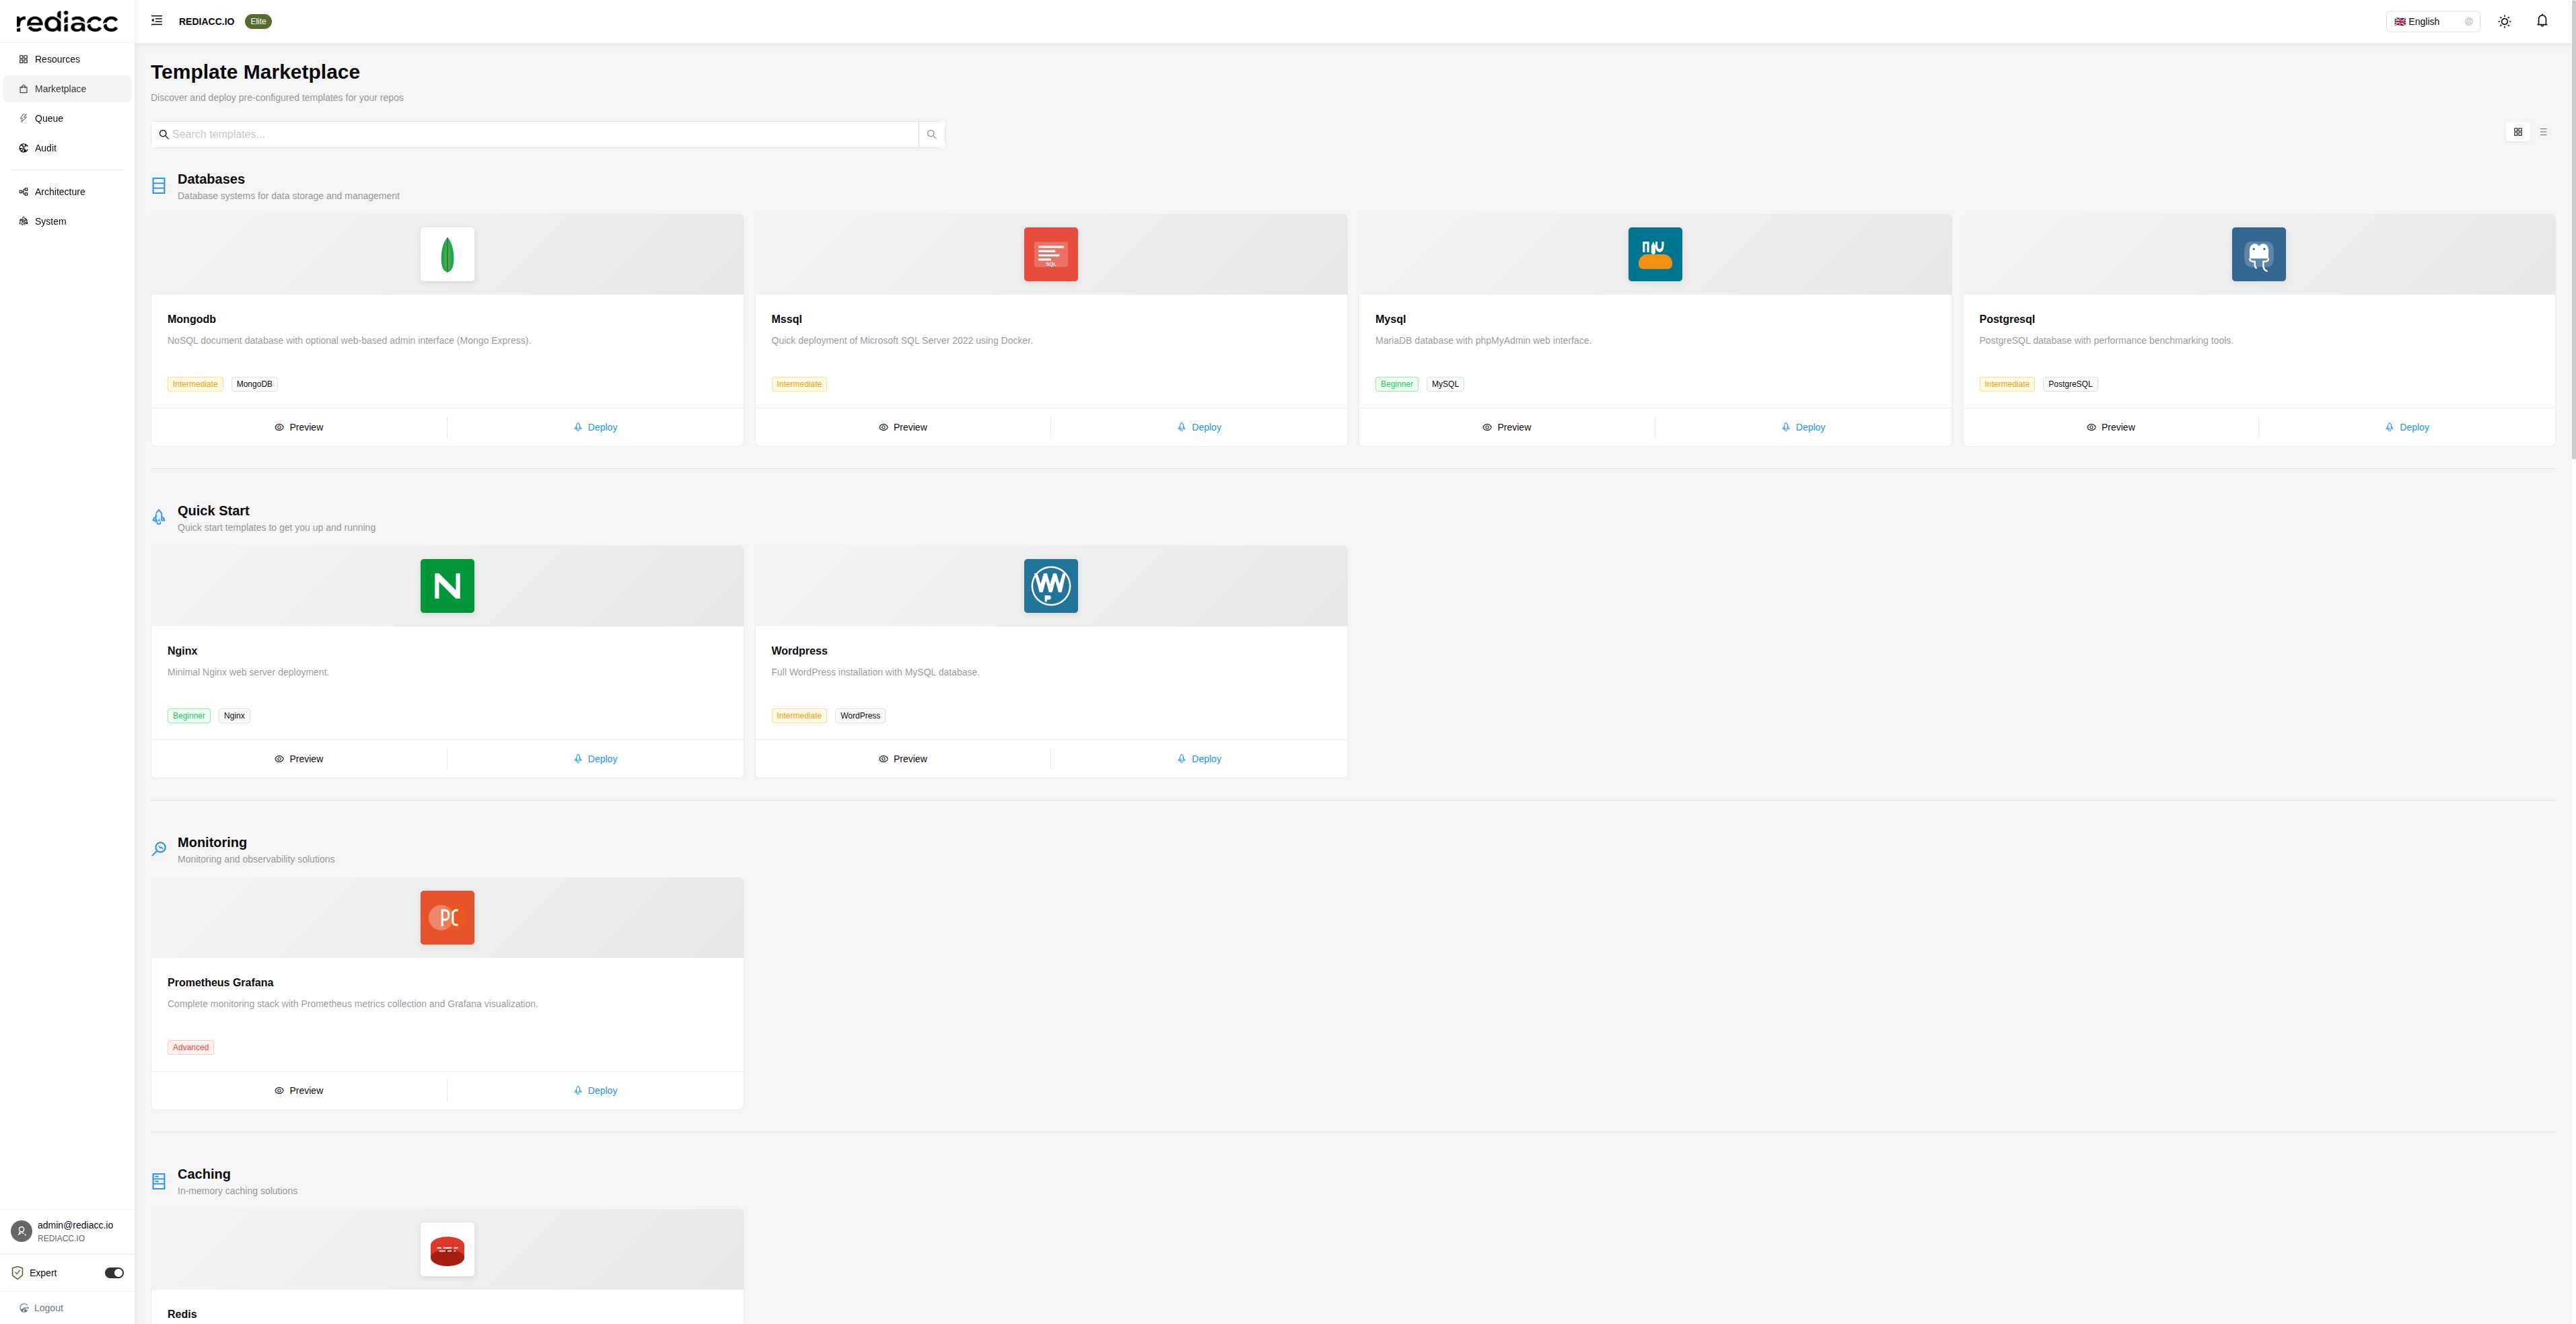 rediacc
REDIACC.IO Elite
English
Resources
Marketplace
Queue
Audit
Architecture
System
Template Marketplace
Discover and deploy pre-configured templates for your repos
Search templates...
Databases
Database systems for data storage and management
SQL
Mongodb
NoSQL document database with optional web-based admin interface (Mongo Express).
Intermediate MongoDB
Preview Deploy
Mssql
Quick deployment of Microsoft SQL Server 2022 using Docker.
Intermediate
Preview Deploy
Mysql
MariaDB database with phpMyAdmin web interface.
Beginner MySQL
Preview Deploy
Postgresql
PostgreSQL database with performance benchmarking tools.
Intermediate PostgreSQL
Preview Deploy
Quick Start
Quick start templates to get you up and running
N
Nginx
Minimal Nginx web server deployment.
Beginner Nginx
Preview Deploy
W
P
Wordpress
Full WordPress installation with MySQL database.
Intermediate WordPress
Preview Deploy
Monitoring
Monitoring and observability solutions
Prometheus Grafana
Complete monitoring stack with Prometheus metrics collection and Grafana visualization.
Advanced
Preview Deploy
Caching
In-memory caching solutions
Redis
admin@rediacc.io
REDIACC.IO
Expert
Logout